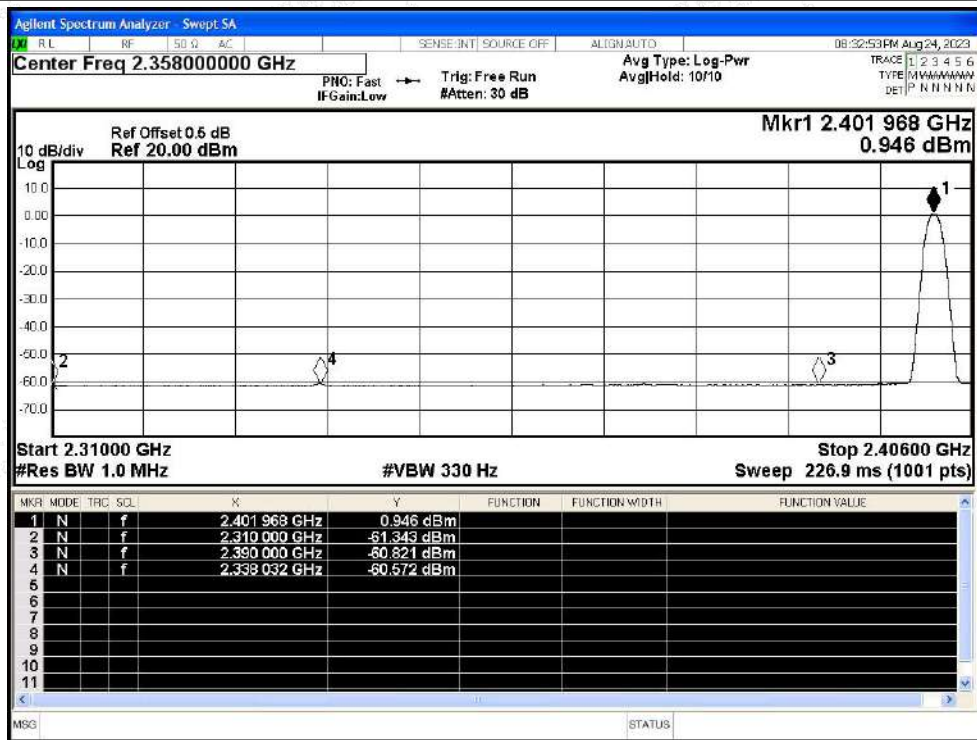 Agilent Spectrum Analyzer - Swept SA
LXI RL RF 50 Ω AC SENSE:INT SOURCE OFF ALIGN AUTO 08:32:53 PM Aug 24, 2023
Center Freq 2.358000000 GHz
PNO: Fast
IFGain:Low
Trig: Free Run
#Atten: 30 dB
Avg Type: Log-Pwr
Avg|Hold: 10/10
TRACE 1 2 3 4 5 6
TYPE MWWWWW
DET P N N N N N
Mkr1 2.401 968 GHz
0.946 dBm
Ref Offset 0.5 dB
10 dB/div Ref 20.00 dBm
Log
10.0
0.00
-10.0
-20.0
-30.0
-40.0
-50.0
-60.0
-70.0
1
2
4
3
Start 2.31000 GHz Stop 2.40600 GHz
#Res BW 1.0 MHz #VBW 330 Hz Sweep 226.9 ms (1001 pts)
MKR MODE TRC SCL X Y FUNCTION FUNCTION WIDTH FUNCTION VALUE
1 N f 2.401 968 GHz 0.946 dBm
2 N f 2.310 000 GHz -61.343 dBm
3 N f 2.390 000 GHz -60.821 dBm
4 N f 2.338 032 GHz -60.572 dBm
5
6
7
8
9
10
11
MSG STATUS